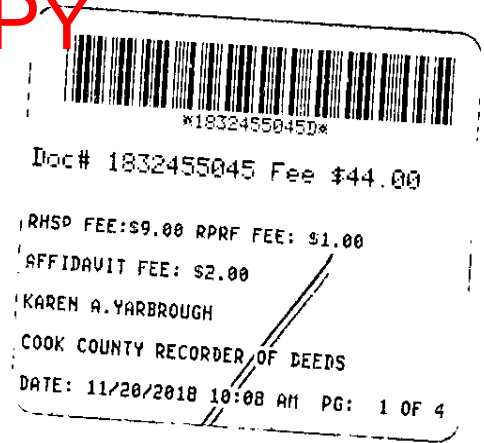 PY
*1832455045D*
Doc# 1832455045 Fee $44.00
RHSP FEE:$9.00 RPRF FEE: $1.00
AFFIDAVIT FEE: $2.00
KAREN A.YARBROUGH
COOK COUNTY RECORDER OF DEEDS
DATE: 11/20/2018 10:08 AM PG: 1 OF 4